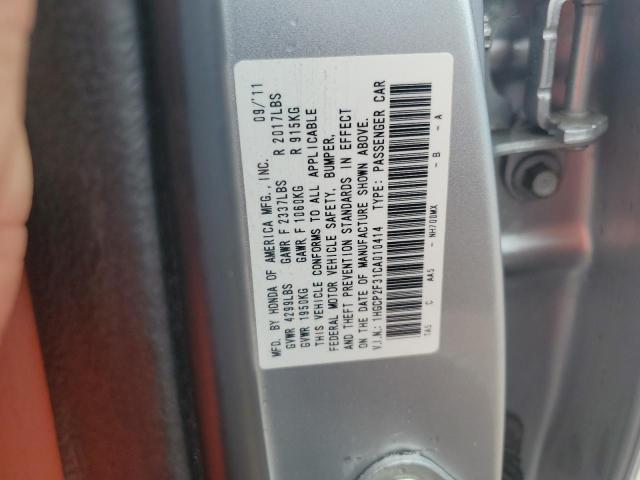 MFD. BY HONDA OF AMERICA MFG., INC. 09/'11
GVWR 4299LBS GAWR F 2337LBS R 2017LBS
GVWR 1950KG GAWR F 1060KG R 915KG
THIS VEHICLE CONFORMS TO ALL APPLICABLE
FEDERAL MOTOR VEHICLE SAFETY, BUMPER,
AND THEFT PREVENTION STANDARDS IN EFFECT
ON THE DATE OF MANUFACTURE SHOWN ABOVE.
V.I.N.: 1HGCP2F31CA010414 TYPE: PASSENGER CAR
TA5 C AA5 - NH700MX - B - A